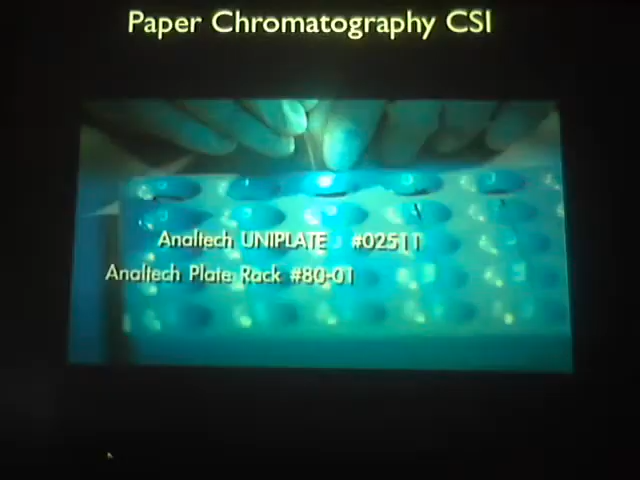 Paper Chromatography CSI
Analtech UNIPLATE #02511
Analtech Plate Rack #80-01